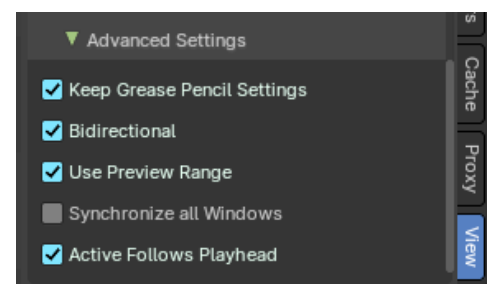 Advanced Settings
Keep Grease Pencil Settings
Bidirectional
Use Preview Range
Synchronize all Windows
Active Follows Playhead
Cache
Proxy
View